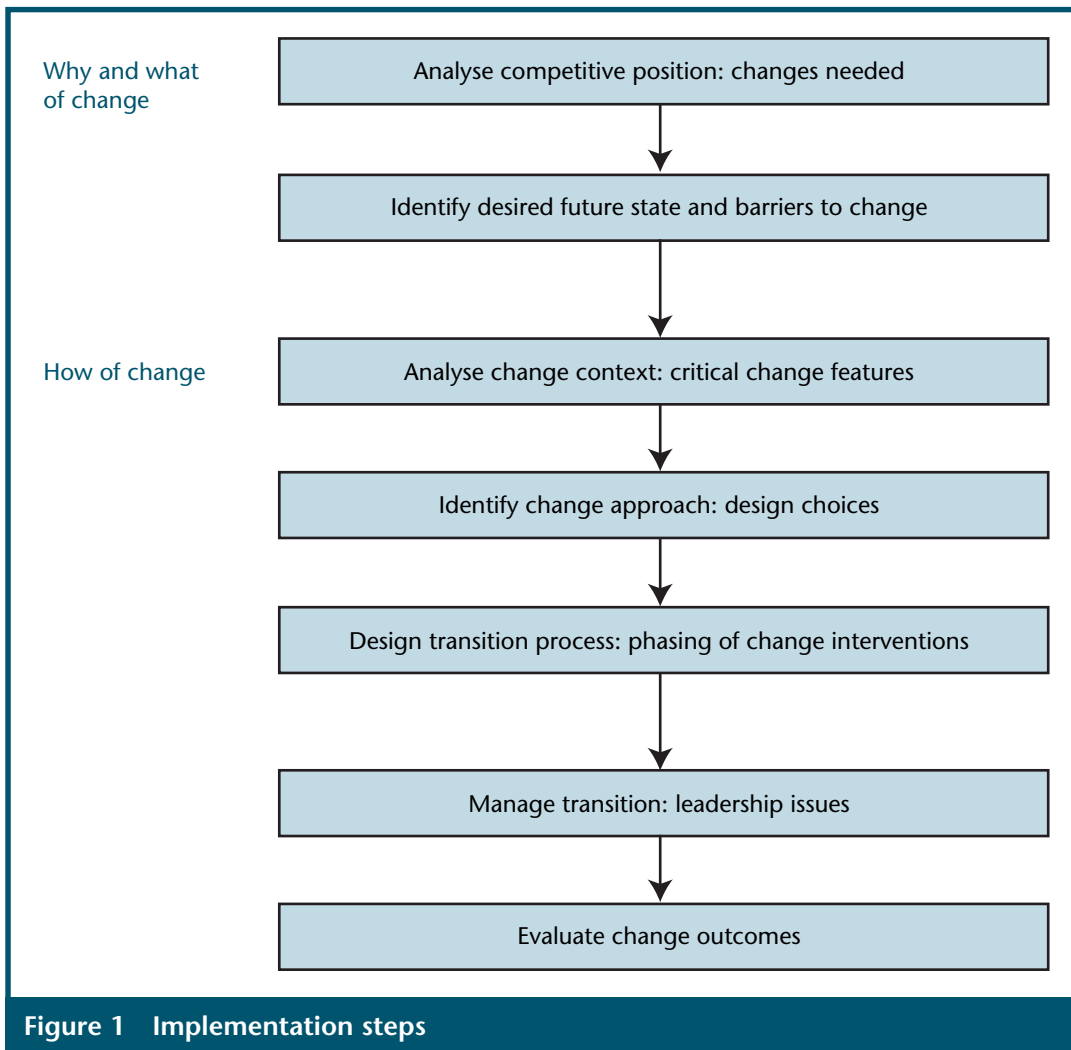 Why and what
of change
Analyse competitive position: changes needed
Identify desired future state and barriers to change
How of change
Analyse change context: critical change features
Identify change approach: design choices
Design transition process: phasing of change interventions
Manage transition: leadership issues
Evaluate change outcomes
Figure 1 Implementation steps